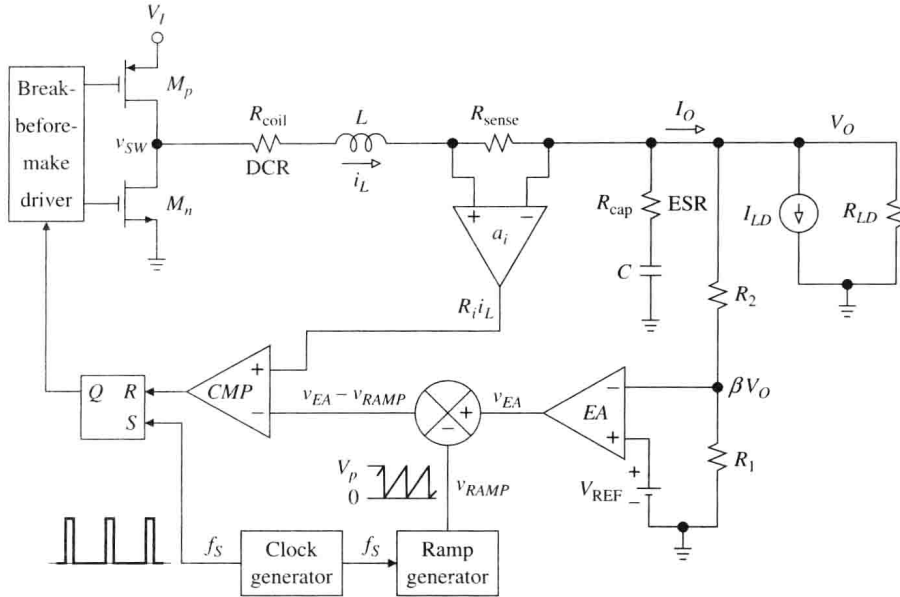 V_I
Break-
before-
make
driver
M_p
v_SW
M_n
R_coil
DCR
L
i_L
R_sense
I_O
V_O
+
−
a_i
R_i i_L
R_cap
ESR
C
I_LD
R_LD
R_2
Q
R
S
CMP
+
−
v_EA − v_RAMP
+
−
v_EA
EA
−
+
βV_O
R_1
V_REF
+
−
V_p
0
v_RAMP
f_S
Clock
generator
f_S
Ramp
generator